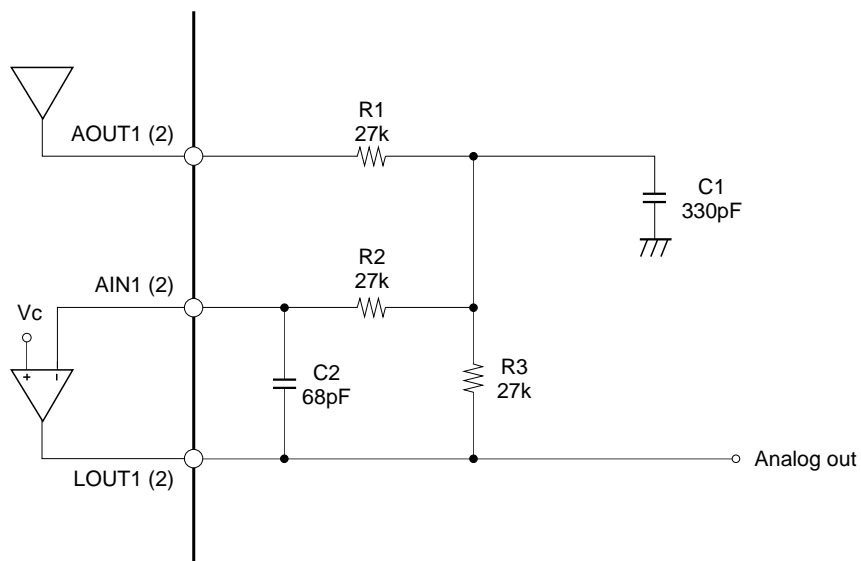 R1
27k
AOUT1 (2)
C1
330pF
R2
27k
AIN1 (2)
Vc
+ –
C2
68pF
R3
27k
LOUT1 (2)
Analog out